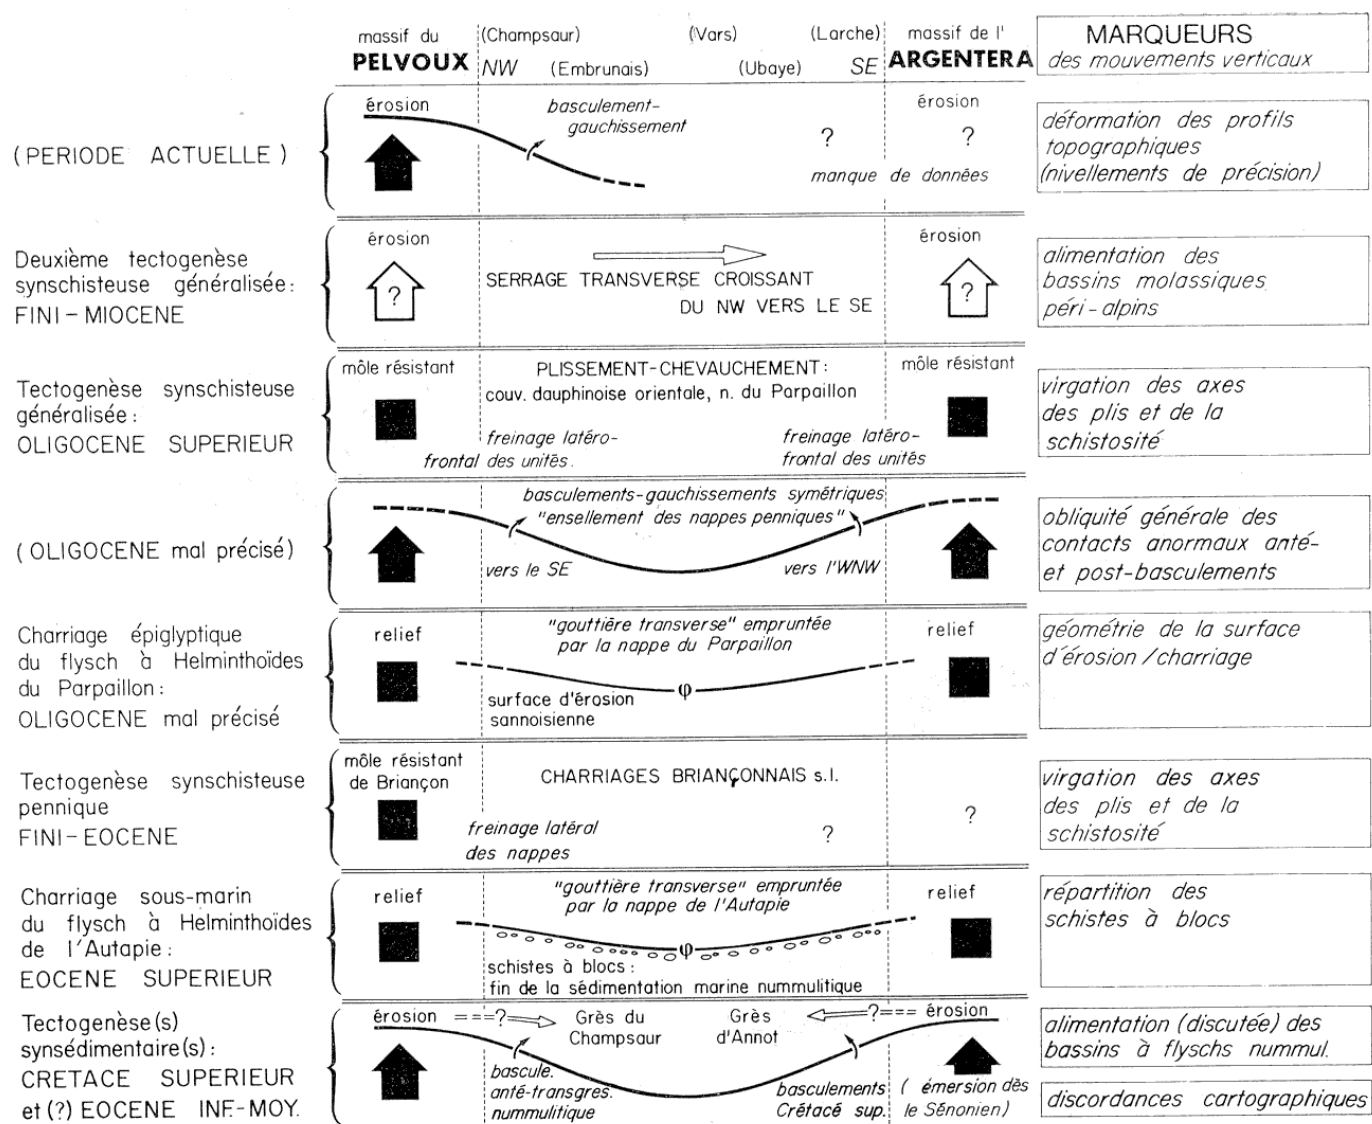 massif du
PELVOUX
(Champsaur)
(Vars)
(Larche)
NW
(Embrunais)
(Ubaye)
SE
massif de l'
ARGENTERA
MARQUEURS
des mouvements verticaux
(PERIODE ACTUELLE)
érosion
basculement-
gauchissement
?
érosion
?
manque de données
déformation des profils
topographiques
(nivellements de précision)
Deuxième tectogenèse
synschisteuse généralisée:
FINI-MIOCENE
érosion
?
SERRAGE TRANSVERSE CROISSANT
DU NW VERS LE SE
érosion
?
alimentation des
bassins molassiques
péri-alpins
Tectogenèse synschisteuse
généralisée:
OLIGOCENE SUPERIEUR
môle résistant
PLISSEMENT-CHEVAUCHEMENT:
couv. dauphinoise orientale, n. du Parpaillon
freinage latéro-
frontal des unités.
freinage latéro-
frontal des unités
môle résistant
virgation des axes
des plis et de la
schistosité
(OLIGOCENE mal précisé)
basculements-gauchissements symétriques
"ensellement des nappes penniques"
vers le SE
vers l'WNW
obliquité générale des
contacts anormaux anté-
et post-basculements
Charriage épiglyptique
du flysch à Helminthoïdes
du Parpaillon:
OLIGOCENE mal précisé
relief
"gouttière transverse" empruntée
par la nappe du Parpaillon
φ
surface d'érosion
sannoisienne
relief
géométrie de la surface
d'érosion/charriage
Tectogenèse synschisteuse
pennique
FINI-EOCENE
môle résistant
de Briançon
CHARRIAGES BRIANÇONNAIS s.l.
freinage latéral
des nappes
?
?
virgation des axes
des plis et de la
schistosité
Charriage sous-marin
du flysch à Helminthoïdes
de l'Autapie:
EOCENE SUPERIEUR
relief
"gouttière transverse" empruntée
par la nappe de l'Autapie
φ
schistes à blocs:
fin de la sédimentation marine nummulitique
relief
répartition des
schistes à blocs
Tectogenèse(s)
synsédimentaire(s):
CRETACE SUPERIEUR
et (?) EOCENE INF-MOY.
érosion
?
Grès du
Champsaur
Grès
d'Annot
?
érosion
bascule.
anté-transgres.
nummulitique
basculements
Crétacé sup.
( émersion dès
le Sénonien)
alimentation (discutée) des
bassins à flyschs nummul.
discordances cartographiques